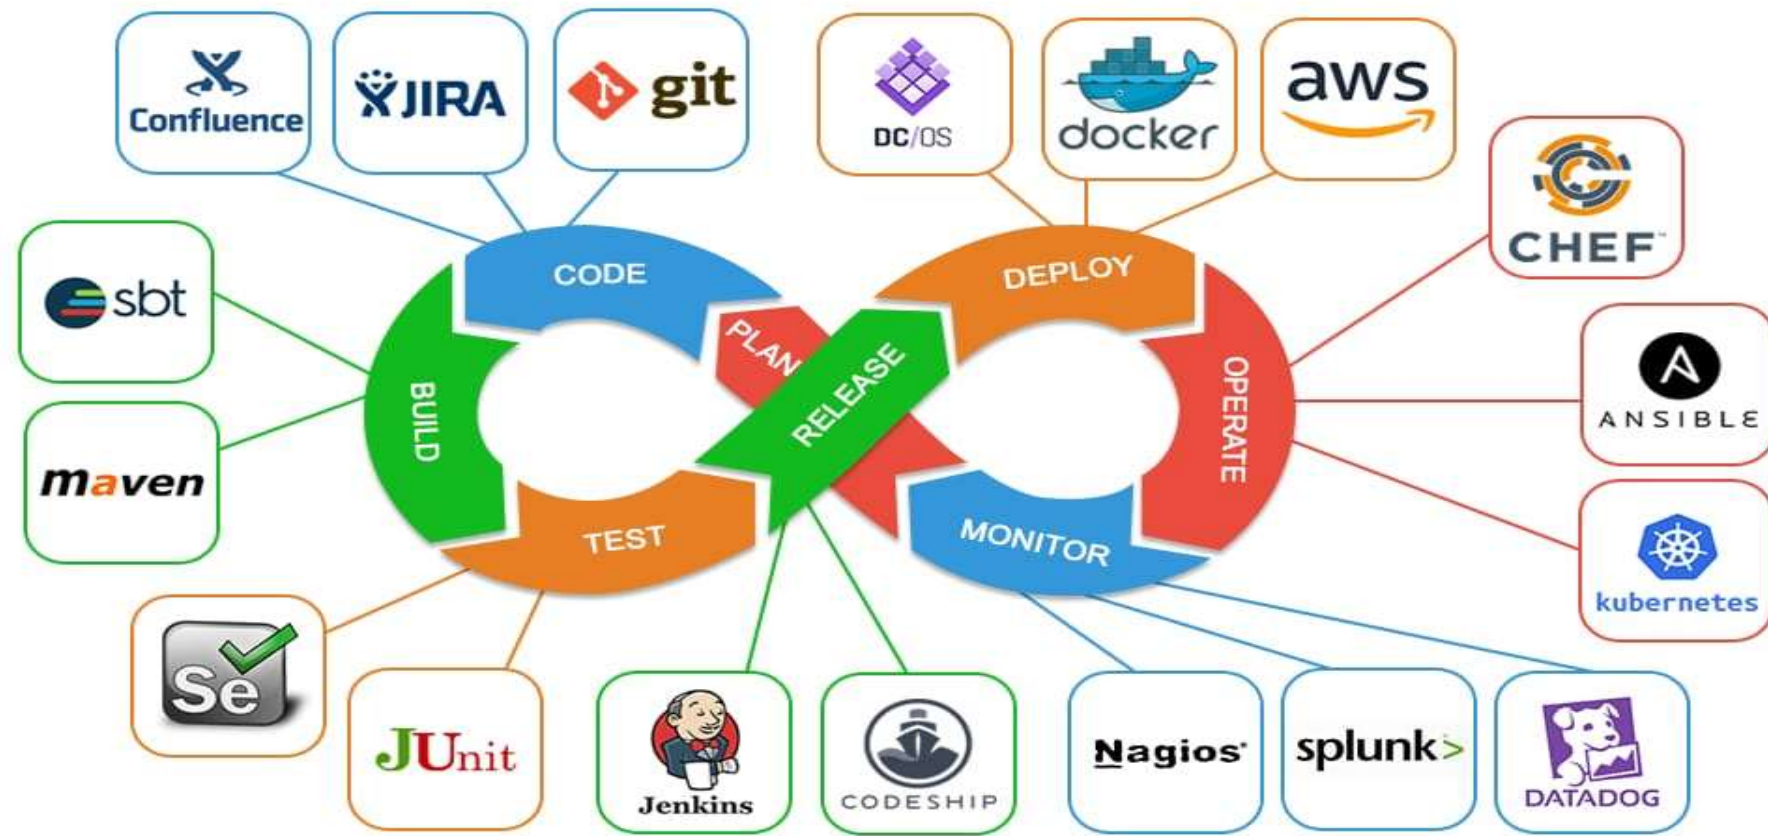 Confluence
JIRA
git
DC/OS
docker
aws
CHEF™
sbt
CODE
DEPLOY
PLAN
RELEASE
BUILD
OPERATE
ANSIBLE
maven
TEST
MONITOR
kubernetes
Se
JUnit
Jenkins
CODESHIP
Nagios®
splunk>
DATADOG